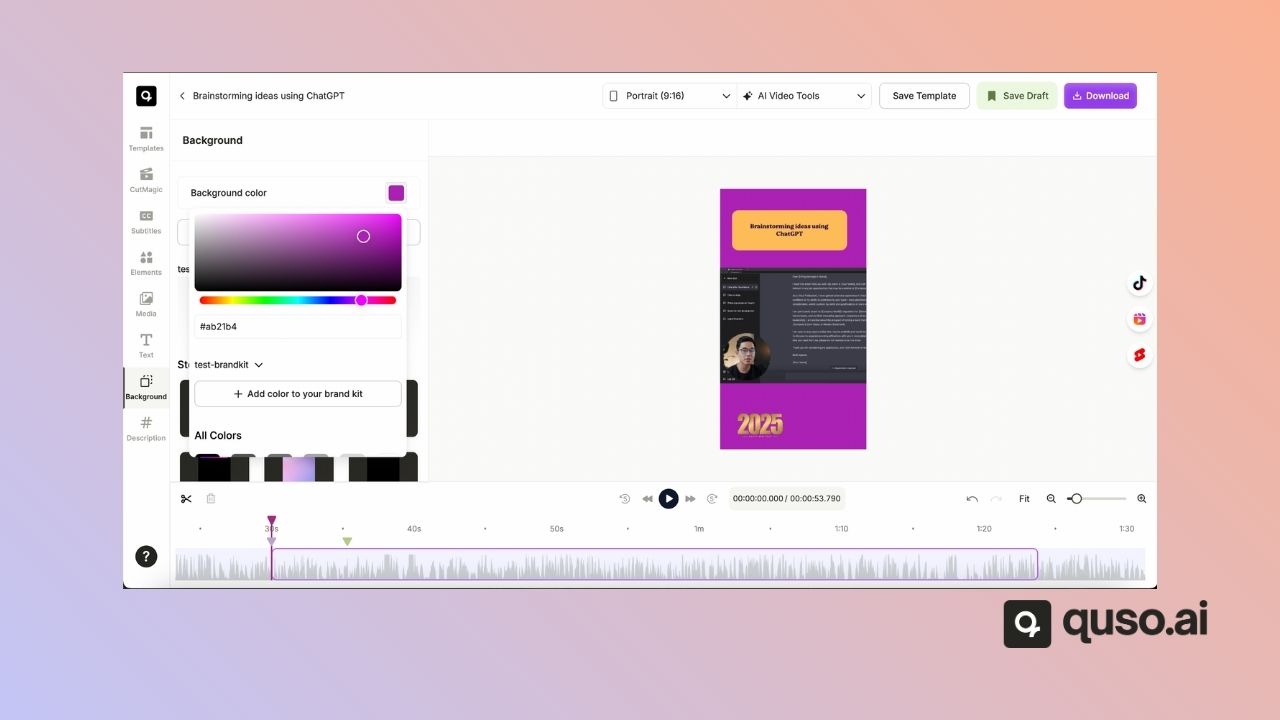 Brainstorming ideas using ChatGPT
Portrait (9:16)
AI Video Tools
Save Template
Save Draft
Download
Templates
CutMagic
CC
Subtitles
Elements
Media
T
Text
Background
#
Description
?
Background
Background color
tes
#ab21b4
St
test-brandkit
+ Add color to your brand kit
All Colors
Brainstorming ideas using
ChatGPT
2025
00:00:00.000 / 00:00:53.790
Fit
30s
40s
50s
1m
1:10
1:20
1:30
quso.ai